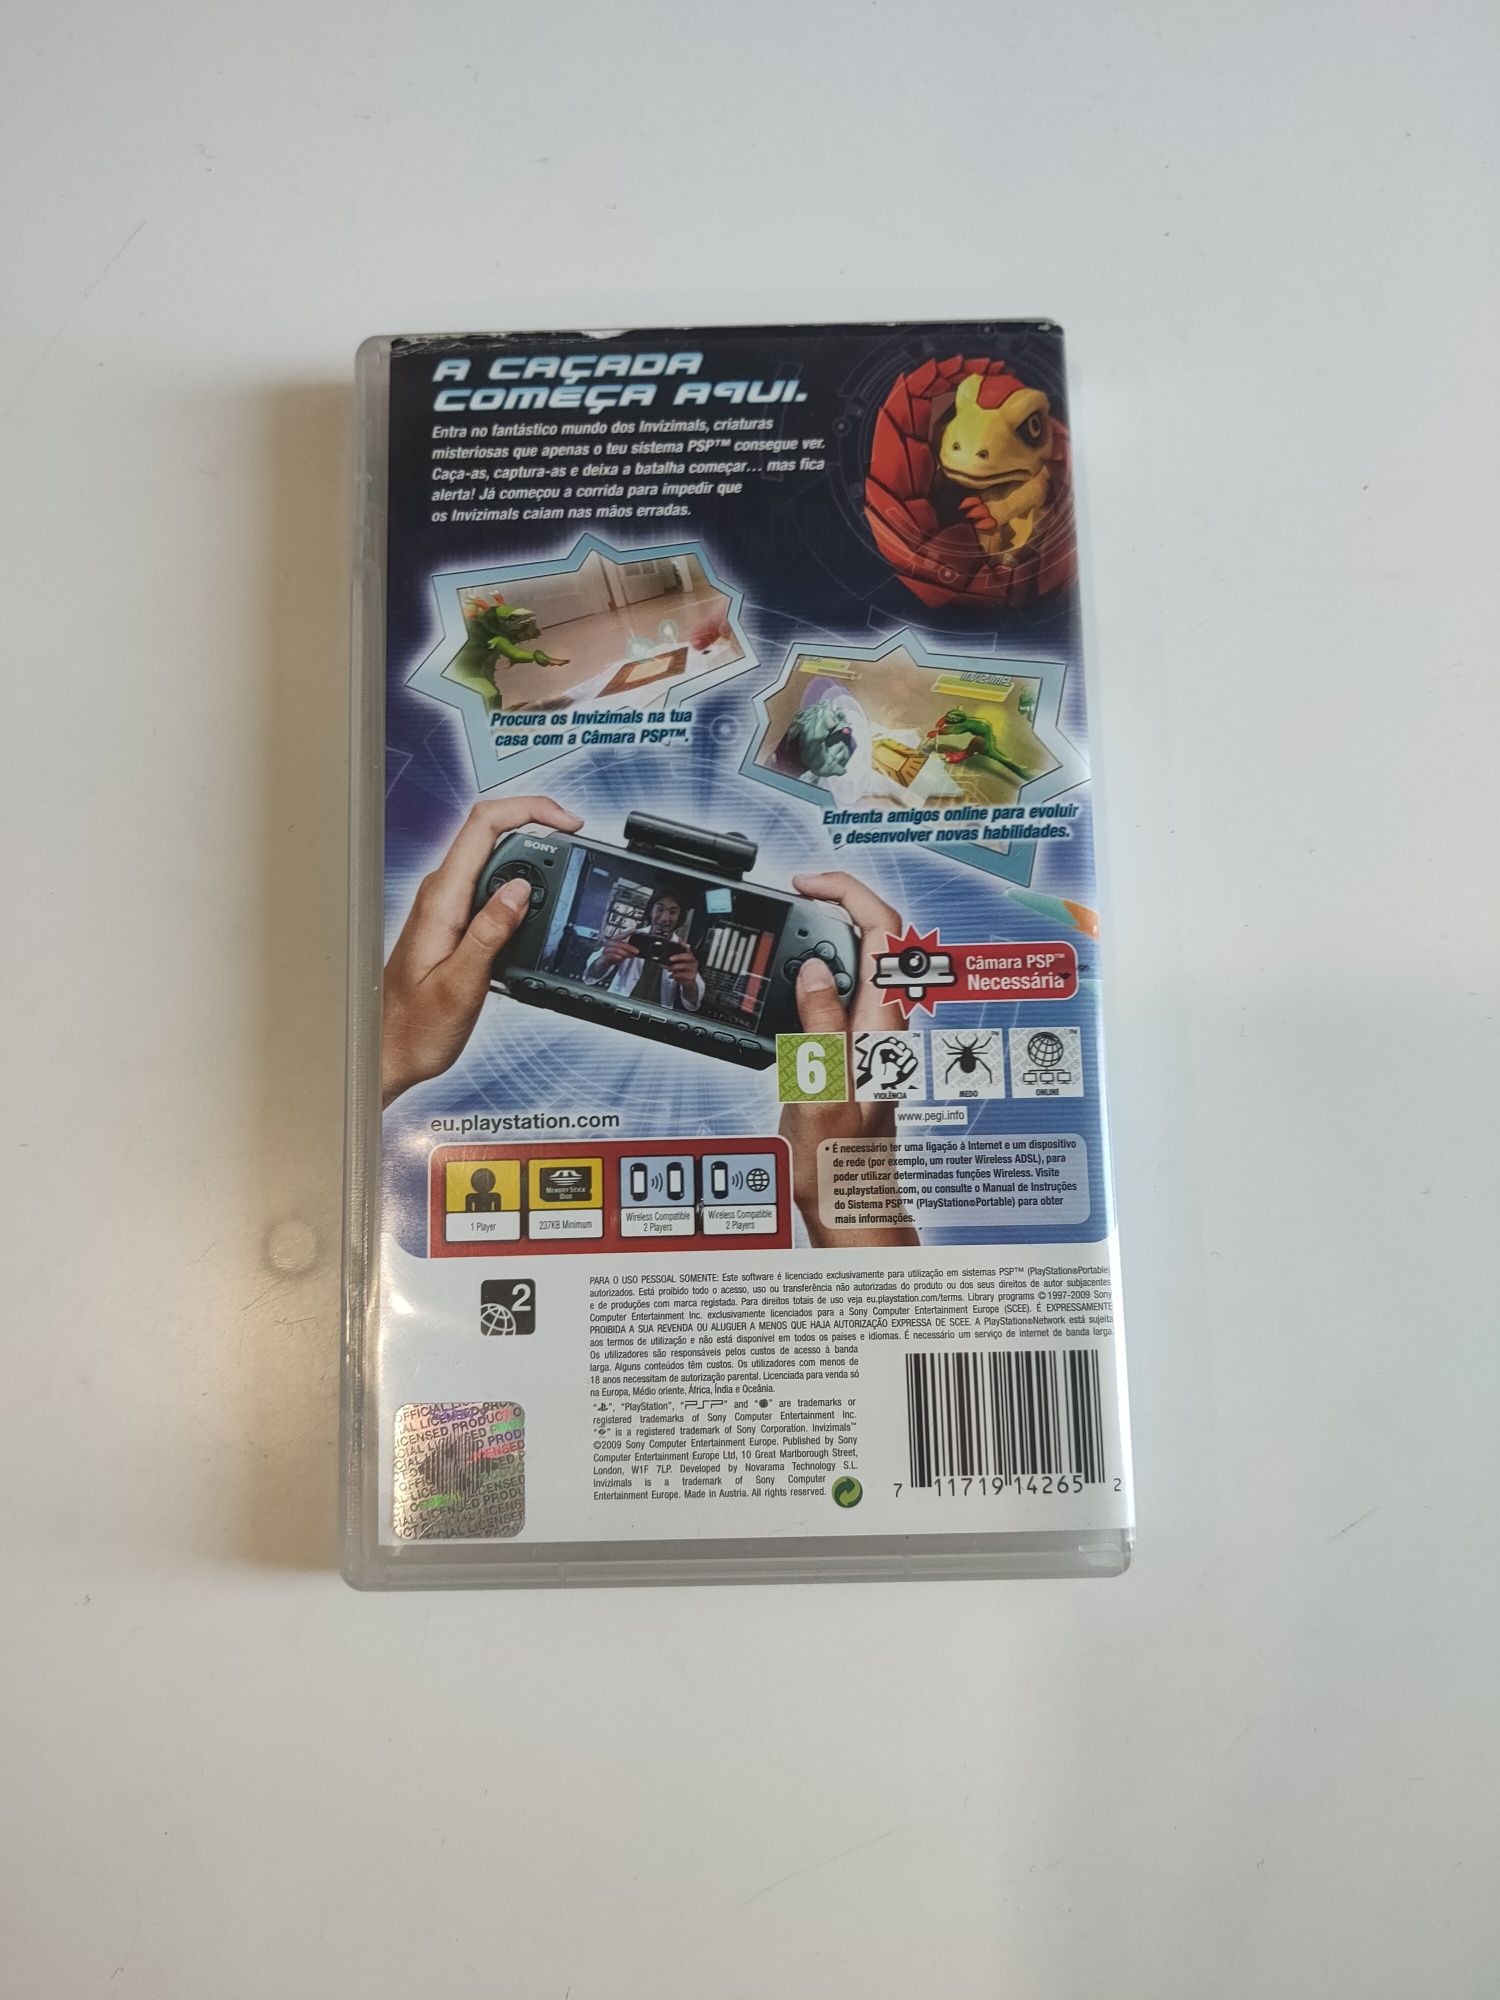 A CAÇADA
COMEÇA AQUI.
Entra no fantástico mundo dos Invizimals, criaturas
misteriosas que apenas o teu sistema PSP™ consegue ver.
Caça-as, captura-as e deixa a batalha começar... mas fica
alerta! Já começou a corrida para impedir que
os Invizimals caiam nas mãos erradas.
Procura os Invizimals na tua
casa com a Câmara PSP™.
Enfrenta amigos online para evoluir
e desenvolver novas habilidades.
SONY
PSP
Câmara PSP™
Necessária
6
VIOLÊNCIA
MEDO
ONLINE
www.pegi.info
eu.playstation.com
1 Player
MEMORY STICK
DUO
237KB Minimum
Wireless Compatible
2 Players
Wireless Compatible
2 Players
• É necessário ter uma ligação à Internet e um dispositivo
de rede (por exemplo, um router Wireless ADSL), para
poder utilizar determinadas funções Wireless. Visite
eu.playstation.com, ou consulte o Manual de Instruções
do Sistema PSP™ (PlayStation®Portable) para obter
mais informações.
2
PARA O USO PESSOAL SOMENTE: Este software é licenciado exclusivamente para utilização em sistemas PSP™ (PlayStation®Portable)
autorizados. Está proibido todo o acesso, uso ou transferência não autorizadas do produto ou dos seus direitos de autor subjacentes
e de produções com marca registada. Para direitos totais de uso veja eu.playstation.com/terms. Library programs ©1997-2009 Sony
Computer Entertainment Inc. exclusivamente licenciados para a Sony Computer Entertainment Europe (SCEE). É EXPRESSAMENTE
PROIBIDA A SUA REVENDA OU ALUGUER A MENOS QUE HAJA AUTORIZAÇÃO EXPRESSA DE SCEE. A PlayStation®Network está sujeita
aos termos de utilização e não está disponível em todos os países e idiomas. É necessário um serviço de internet de banda larga.
Os utilizadores são responsáveis pelos custos de acesso à banda
larga. Alguns conteúdos têm custos. Os utilizadores com menos de
18 anos necessitam de autorização parental. Licenciada para venda só
na Europa, Médio oriente, África, Índia e Oceânia.
"", "PlayStation", "PSP" and "" are trademarks or
registered trademarks of Sony Computer Entertainment Inc.
"" is a registered trademark of Sony Corporation. Invizimals™
©2009 Sony Computer Entertainment Europe. Published by Sony
Computer Entertainment Europe Ltd, 10 Great Marlborough Street,
London, W1F 7LP. Developed by Novarama Technology S.L.
Invizimals is a trademark of Sony Computer
Entertainment Europe. Made in Austria. All rights reserved.
7 11719 14265 2
OFFICIAL LICENSED PRODUCT